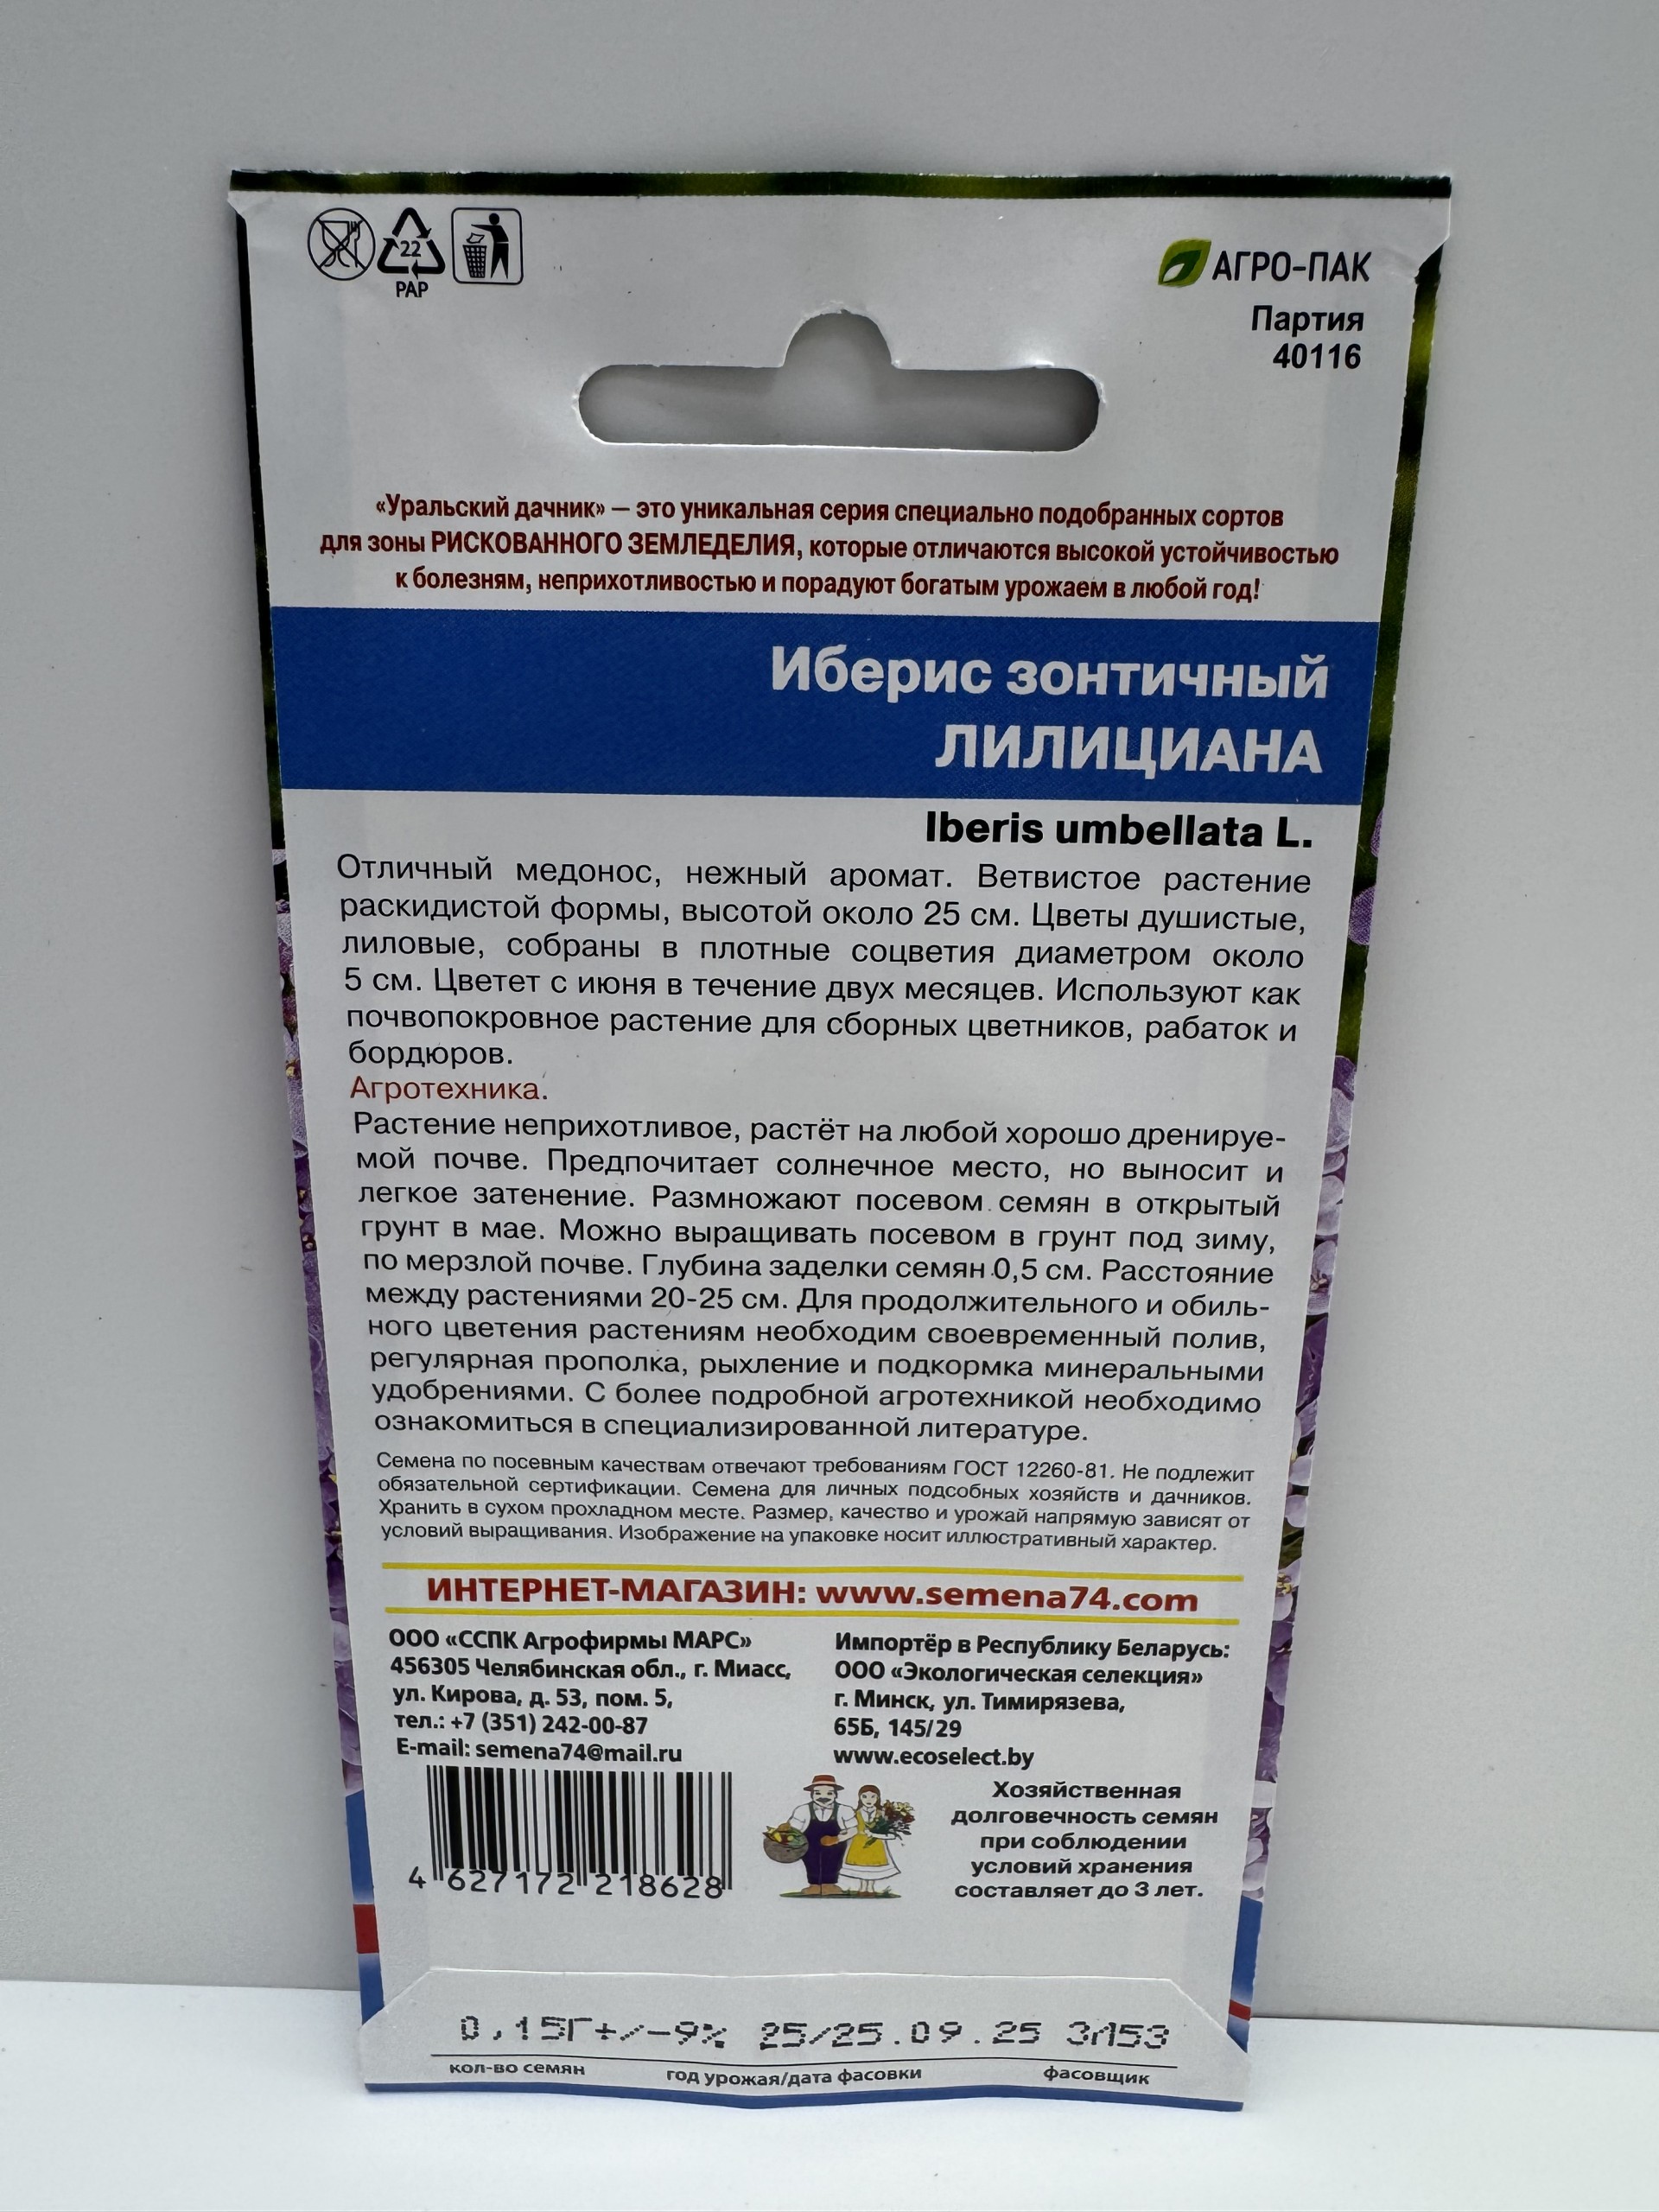 22
PAP
АГРО-ПАК
Партия
40116
«Уральский дачник» — это уникальная серия специально подобранных сортов
для зоны РИСКОВАННОГО ЗЕМЛЕДЕЛИЯ, которые отличаются высокой устойчивостью
к болезням, неприхотливостью и порадуют богатым урожаем в любой год!
Иберис зонтичный
ЛИЛИЦИАНА
Iberis umbellata L.
Отличный медонос, нежный аромат. Ветвистое растение
раскидистой формы, высотой около 25 см. Цветы душистые,
лиловые, собраны в плотные соцветия диаметром около
5 см. Цветет с июня в течение двух месяцев. Используют как
почвопокровное растение для сборных цветников, рабаток и
бордюров.
Агротехника.
Растение неприхотливое, растёт на любой хорошо дренируе-
мой почве. Предпочитает солнечное место, но выносит и
легкое затенение. Размножают посевом семян в открытый
грунт в мае. Можно выращивать посевом в грунт под зиму,
по мерзлой почве. Глубина заделки семян 0,5 см. Расстояние
между растениями 20-25 см. Для продолжительного и обиль-
ного цветения растениям необходим своевременный полив,
регулярная прополка, рыхление и подкормка минеральными
удобрениями. С более подробной агротехникой необходимо
ознакомиться в специализированной литературе.
Семена по посевным качествам отвечают требованиям ГОСТ 12260-81. Не подлежит
обязательной сертификации. Семена для личных подсобных хозяйств и дачников.
Хранить в сухом прохладном месте. Размер, качество и урожай напрямую зависят от
условий выращивания. Изображение на упаковке носит иллюстративный характер.
ИНТЕРНЕТ-МАГАЗИН: www.semena74.com
ООО «ССПК Агрофирмы МАРС»
456305 Челябинская обл., г. Миасс,
ул. Кирова, д. 53, пом. 5,
тел.: +7 (351) 242-00-87
E-mail: semena74@mail.ru
Импортёр в Республику Беларусь:
ООО «Экологическая селекция»
г. Минск, ул. Тимирязева,
65Б, 145/29
www.ecoselect.by
4 627172 218628
Хозяйственная
долговечность семян
при соблюдении
условий хранения
составляет до 3 лет.
0,15Г+/-9% 25/25.09.25 ЗЛ53
кол-во семян год урожая/дата фасовки фасовщик